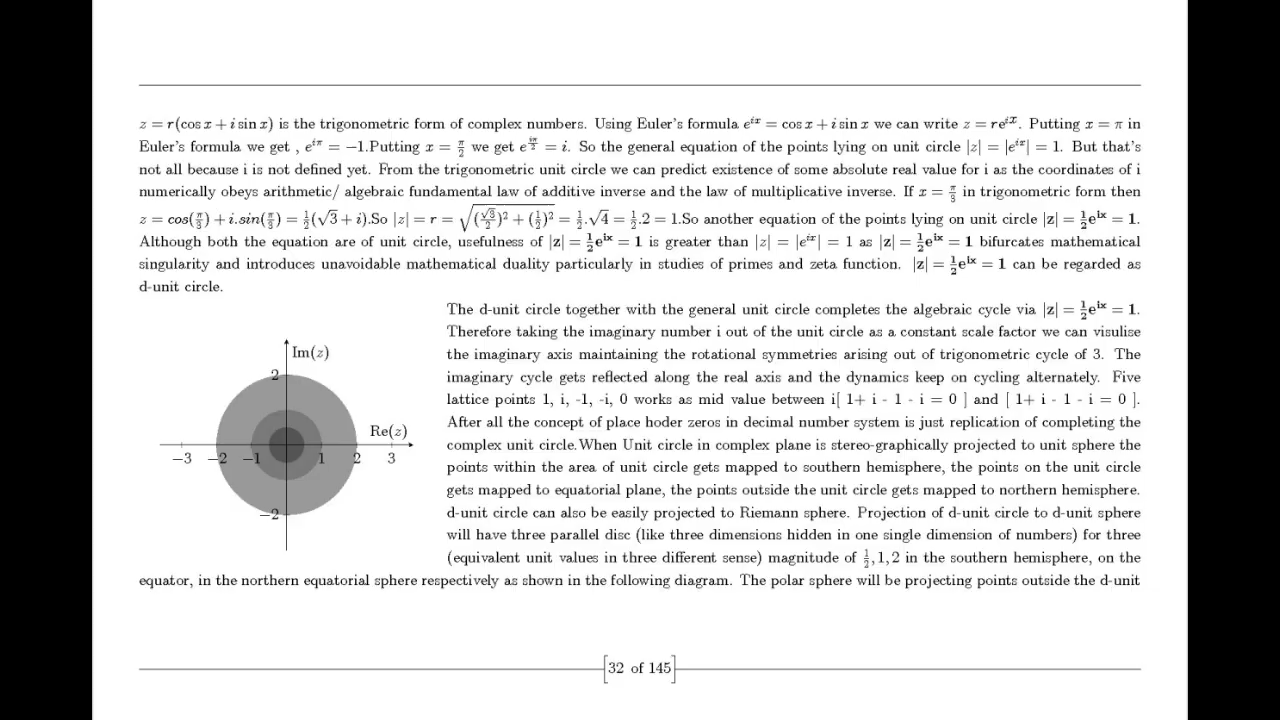 z = r(cos x + i sin x) is the trigonometric form of complex numbers. Using Euler's formula e^{ix} = cos x + i sin x we can write z = re^{ix}. Putting x = π in
Euler's formula we get , e^{iπ} = −1.Putting x = π/2 we get e^{iπ/2} = i. So the general equation of the points lying on unit circle |z| = |e^{ix}| = 1. But that's
not all because i is not defined yet. From the trigonometric unit circle we can predict existence of some absolute real value for i as the coordinates of i
numerically obeys arithmetic/ algebraic fundamental law of additive inverse and the law of multiplicative inverse. If x = π/3 in trigonometric form then
z = cos(π/3) + i.sin(π/3) = 1/2(√3 + i).So |z| = r = √((√3/2)^2 + (1/2)^2) = 1/2.√4 = 1/2.2 = 1.So another equation of the points lying on unit circle |z| = 1/2e^{ix} = 1.
Although both the equation are of unit circle, usefulness of |z| = 1/2e^{ix} = 1 is greater than |z| = |e^{ix}| = 1 as |z| = 1/2e^{ix} = 1 bifurcates mathematical
singularity and introduces unavoidable mathematical duality particularly in studies of primes and zeta function. |z| = 1/2e^{ix} = 1 can be regarded as
d-unit circle.
The d-unit circle together with the general unit circle completes the algebraic cycle via |z| = 1/2e^{ix} = 1.
Therefore taking the imaginary number i out of the unit circle as a constant scale factor we can visulise
the imaginary axis maintaining the rotational symmetries arising out of trigonometric cycle of 3. The
imaginary cycle gets reflected along the real axis and the dynamics keep on cycling alternately. Five
lattice points 1, i, -1, -i, 0 works as mid value between i[ 1+ i - 1 - i = 0 ] and [ 1+ i - 1 - i = 0 ].
After all the concept of place hoder zeros in decimal number system is just replication of completing the
complex unit circle.When Unit circle in complex plane is stereo-graphically projected to unit sphere the
points within the area of unit circle gets mapped to southern hemisphere, the points on the unit circle
gets mapped to equatorial plane, the points outside the unit circle gets mapped to northern hemisphere.
d-unit circle can also be easily projected to Riemann sphere. Projection of d-unit circle to d-unit sphere
will have three parallel disc (like three dimensions hidden in one single dimension of numbers) for three
(equivalent unit values in three different sense) magnitude of 1/2, 1, 2 in the southern hemisphere, on the
equator, in the northern equatorial sphere respectively as shown in the following diagram. The polar sphere will be projecting points outside the d-unit
Im(z)
2
Re(z)
−3 −2 −1 1 2 3
−2
32 of 145